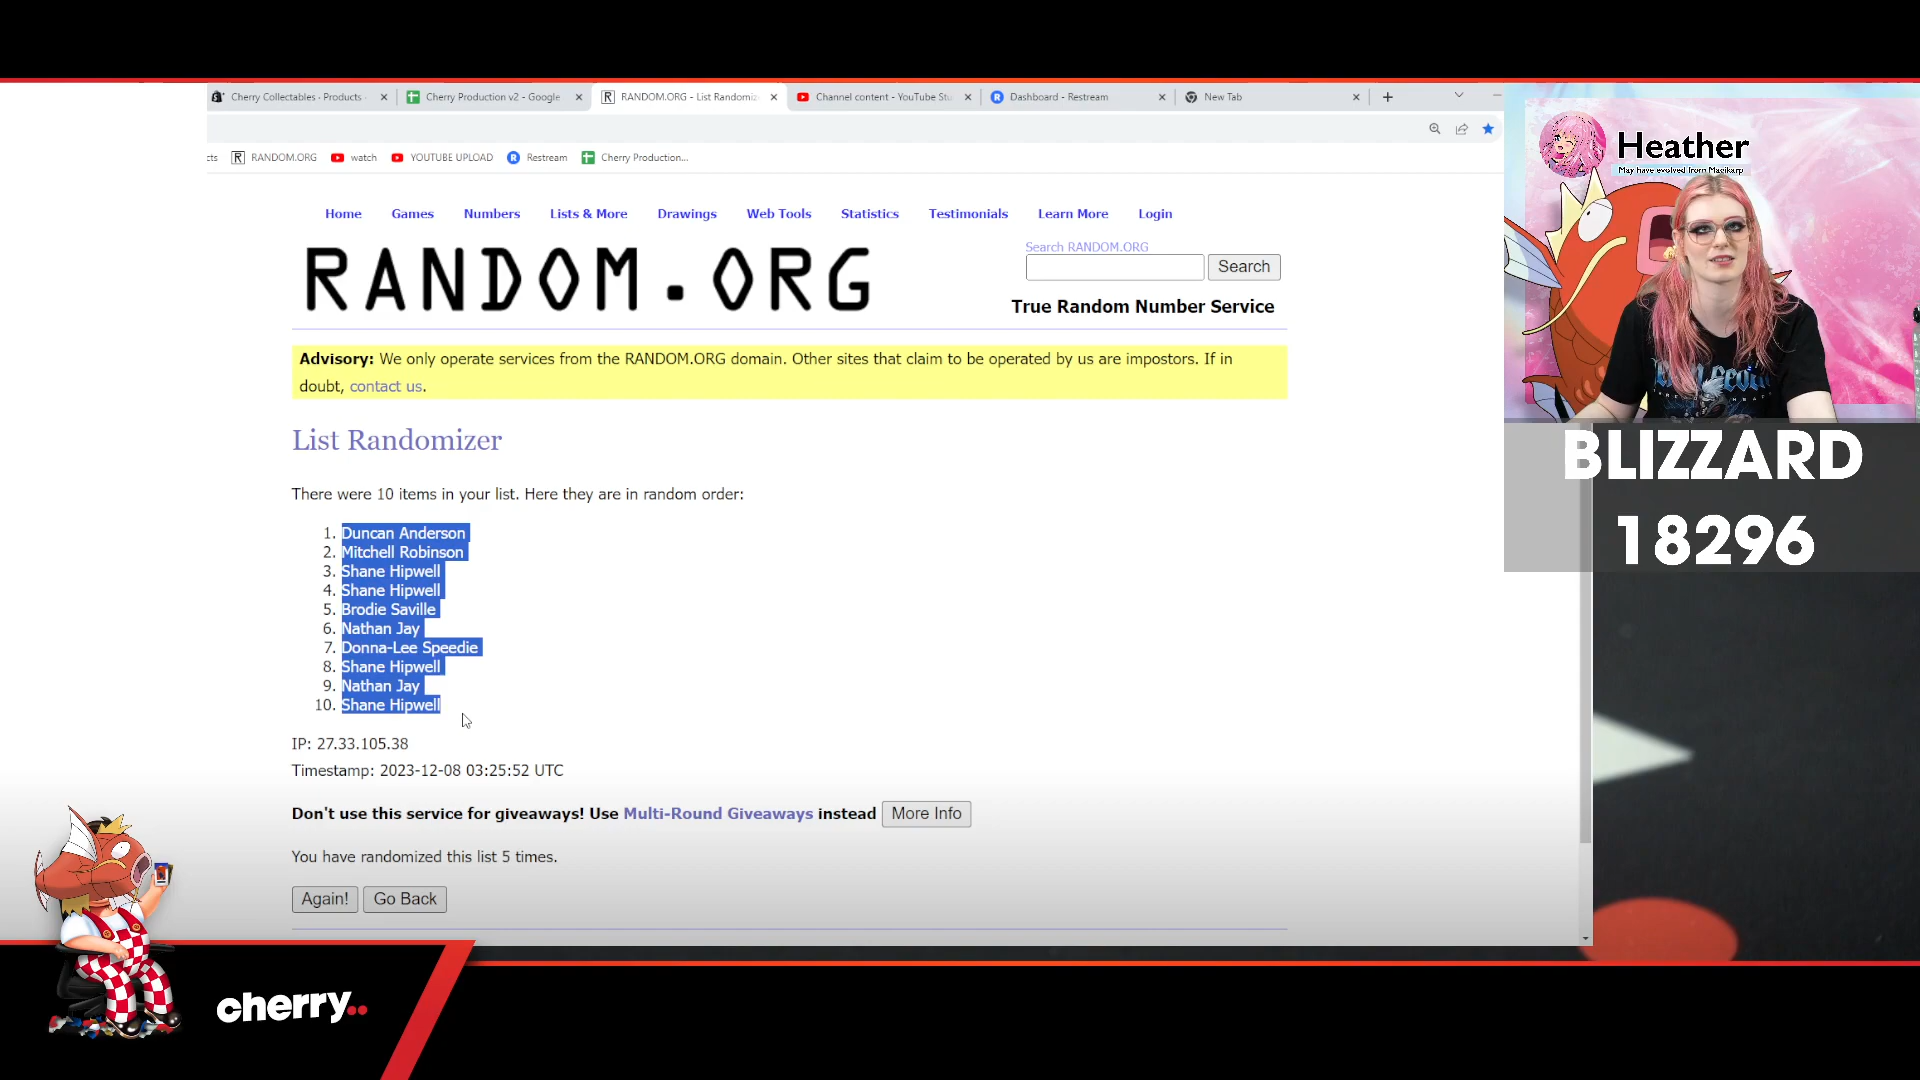 Cherry Collectables · Products
Cherry Production v2 - Google
RANDOM.ORG - List Randomiz
Channel content - YouTube Stu
Dashboard - Restream
New Tab
cts
RANDOM.ORG
watch
YOUTUBE UPLOAD
Restream
Cherry Production...
Home Games Numbers Lists & More Drawings Web Tools Statistics Testimonials Learn More Login
RANDOM.ORG
Search RANDOM.ORG
Search
True Random Number Service
Advisory: We only operate services from the RANDOM.ORG domain. Other sites that claim to be operated by us are impostors. If in
doubt, contact us.
List Randomizer
There were 10 items in your list. Here they are in random order:
1. Duncan Anderson
2. Mitchell Robinson
3. Shane Hipwell
4. Shane Hipwell
5. Brodie Saville
6. Nathan Jay
7. Donna-Lee Speedie
8. Shane Hipwell
9. Nathan Jay
10. Shane Hipwell
IP: 27.33.105.38
Timestamp: 2023-12-08 03:25:52 UTC
Don't use this service for giveaways! Use Multi-Round Giveaways instead More Info
You have randomized this list 5 times.
Again! Go Back
Heather
May have evolved from Magikarp
BLIZZARD
18296
cherry..